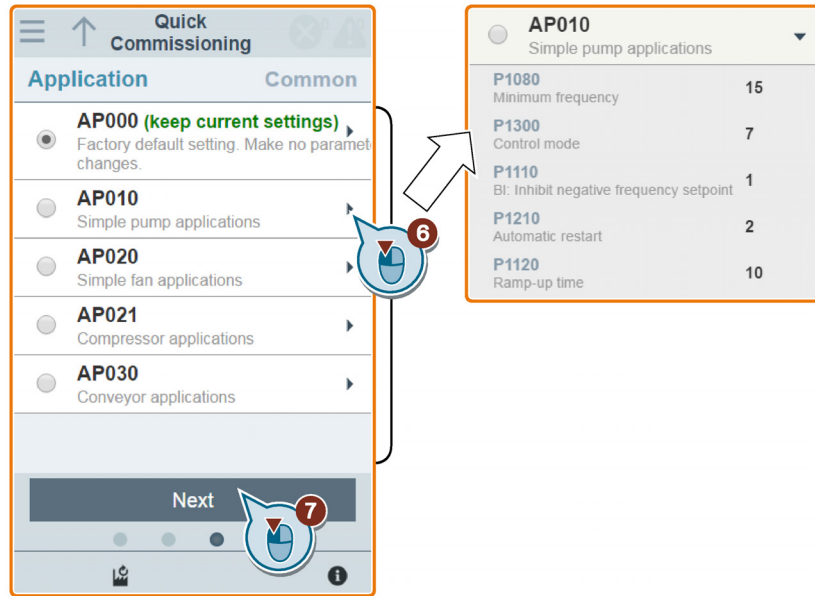 Quick
Commissioning
Application
Common
AP000 (keep current settings)
Factory default setting. Make no paramet
changes.
AP010
Simple pump applications
AP020
Simple fan applications
AP021
Compressor applications
AP030
Conveyor applications
6
Next
7
AP010
Simple pump applications
P1080
Minimum frequency
15
P1300
Control mode
7
P1110
BI: Inhibit negative frequency setpoint
1
P1210
Automatic restart
2
P1120
Ramp-up time
10